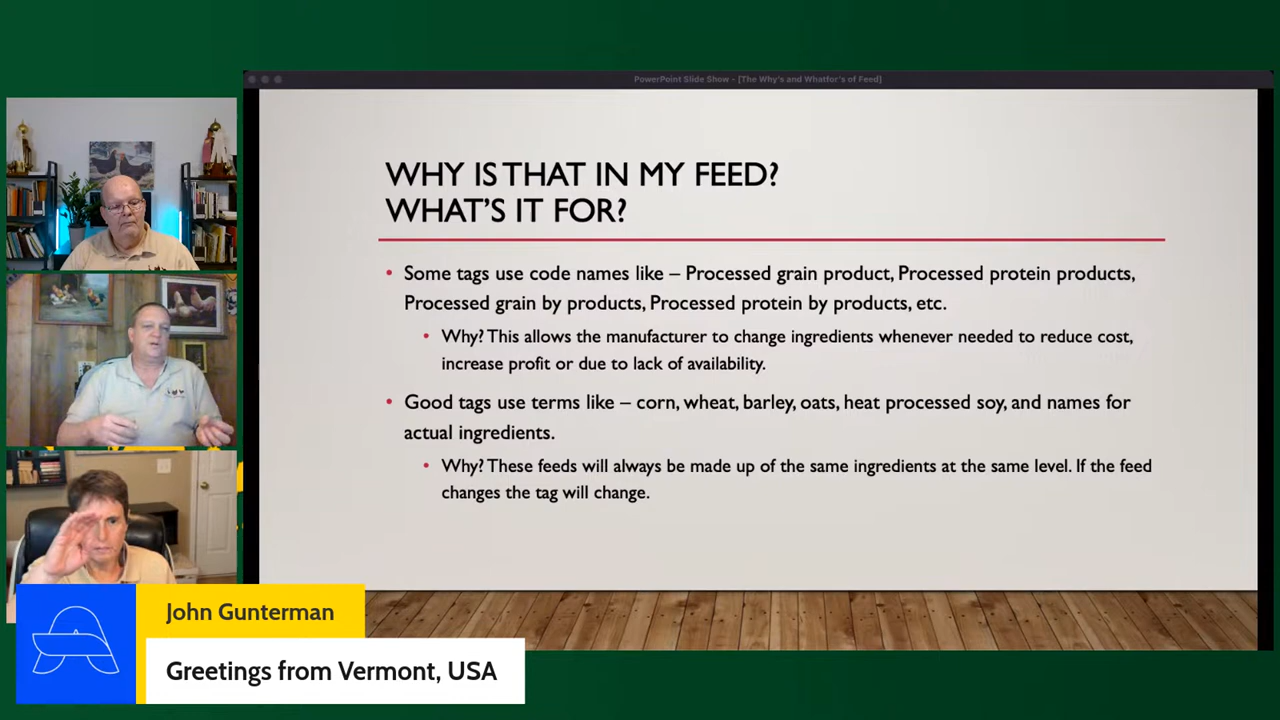 PowerPoint Slide Show - [The Why's and Whatfor's of Feed]
WHY IS THAT IN MY FEED?
WHAT'S IT FOR?
• Some tags use code names like – Processed grain product, Processed protein products,
Processed grain by products, Processed protein by products, etc.
• Why? This allows the manufacturer to change ingredients whenever needed to reduce cost,
increase profit or due to lack of availability.
• Good tags use terms like – corn, wheat, barley, oats, heat processed soy, and names for
actual ingredients.
• Why? These feeds will always be made up of the same ingredients at the same level. If the feed
changes the tag will change.
John Gunterman
Greetings from Vermont, USA